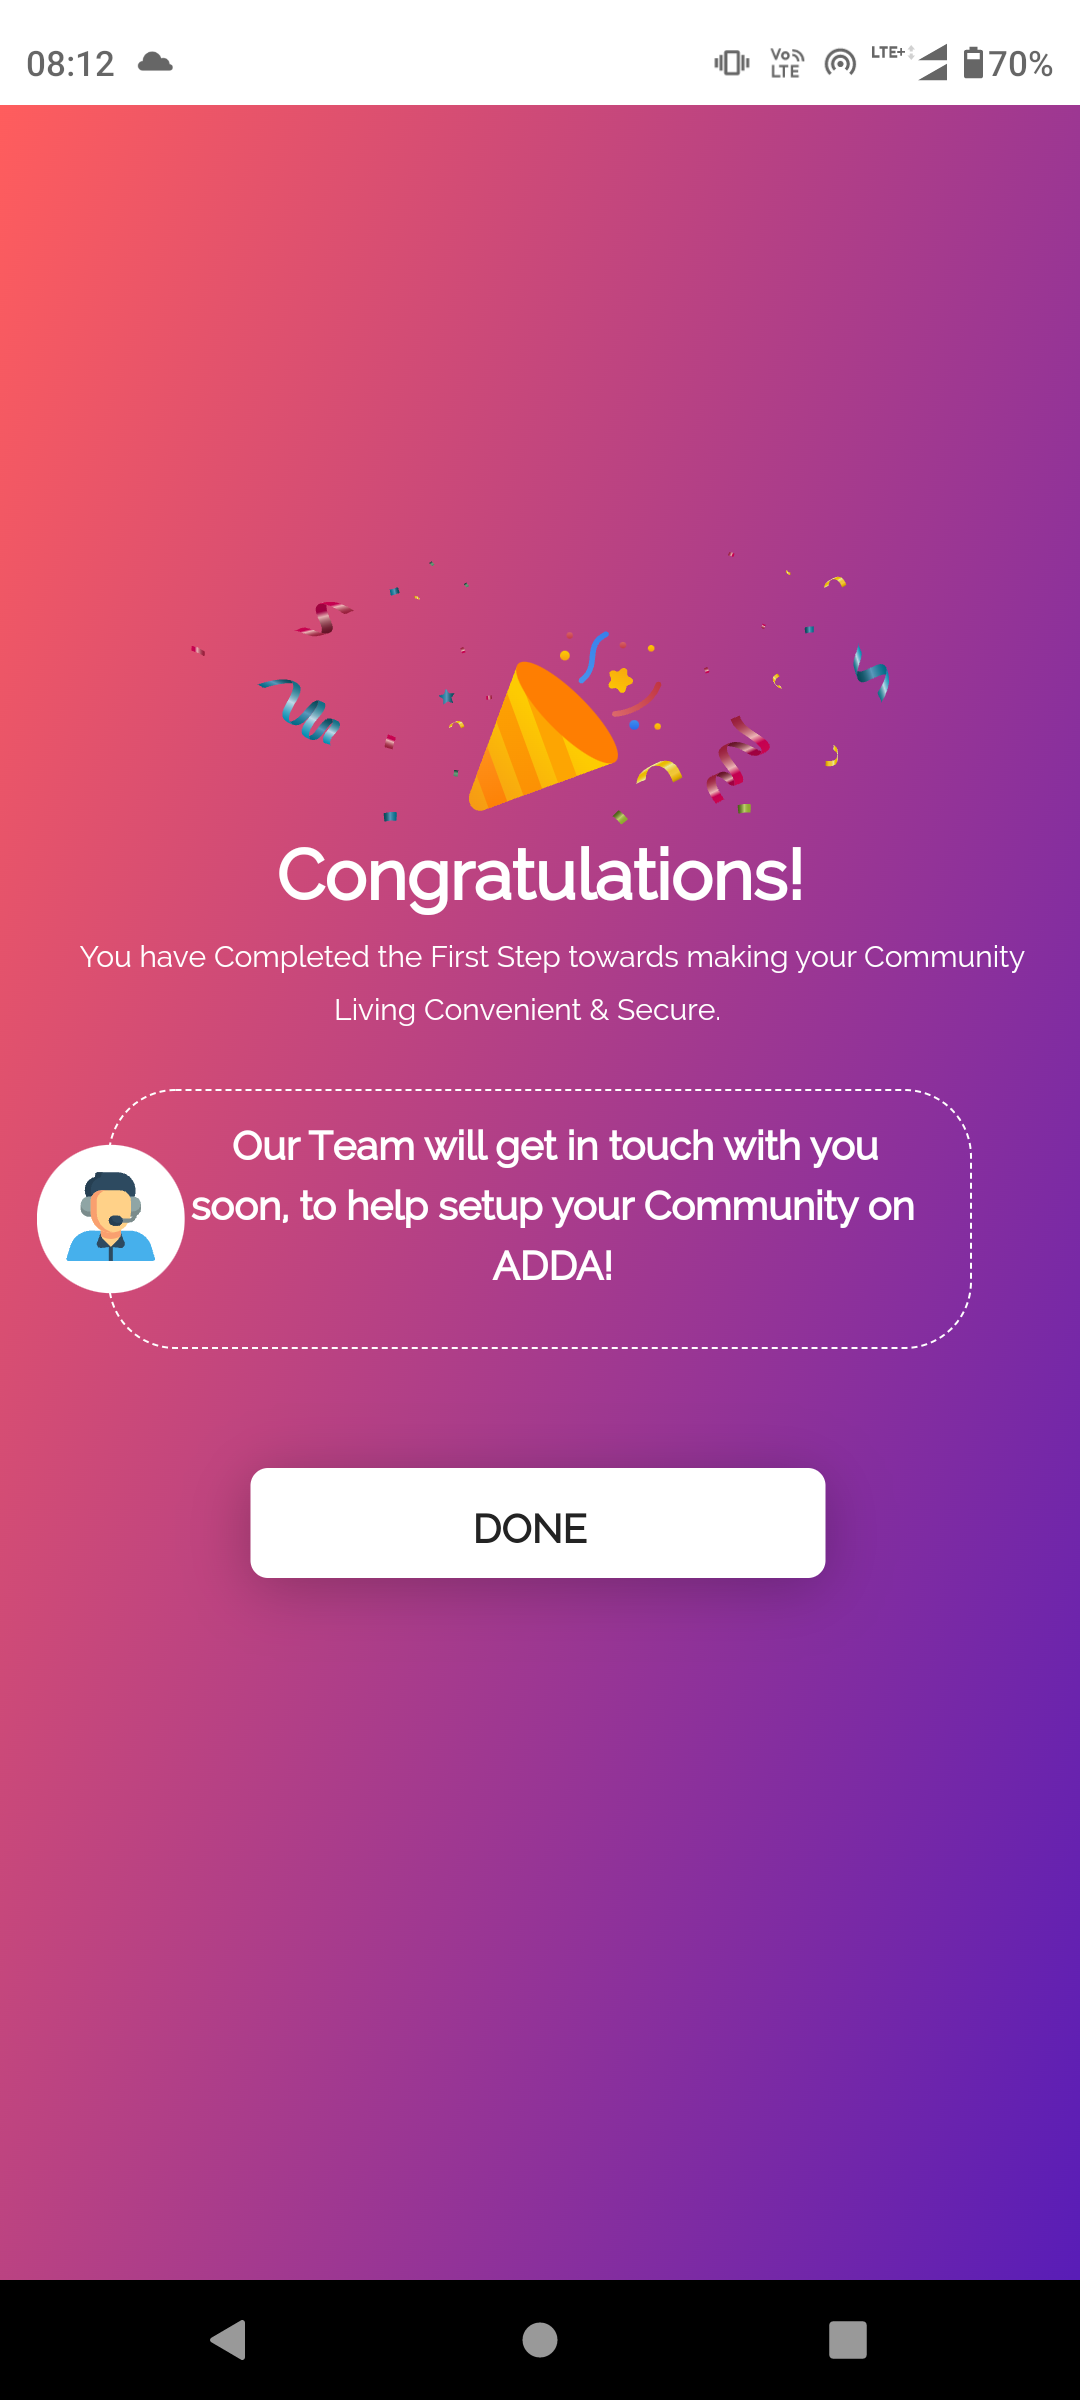 08:12 Vo LTE LTE+ 70%
Congratulations!
You have Completed the First Step towards making your Community
Living Convenient & Secure.
Our Team will get in touch with you
soon, to help setup your Community on
ADDA!
DONE